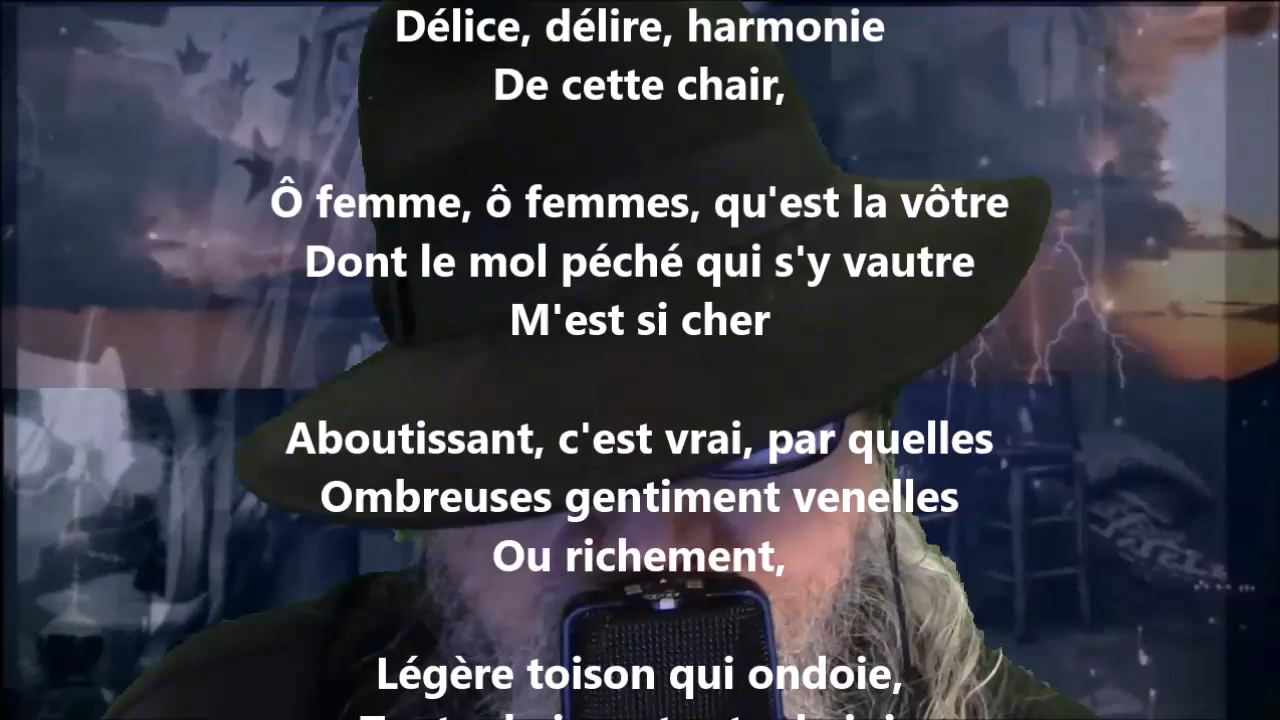 Délice, délire, harmonie
De cette chair,
Ô femme, ô femmes, qu'est la vôtre
Dont le mol péché qui s'y vautre
M'est si cher
Aboutissant, c'est vrai, par quelles
Ombreuses gentiment venelles
Ou richement,
Légère toison qui ondoie,